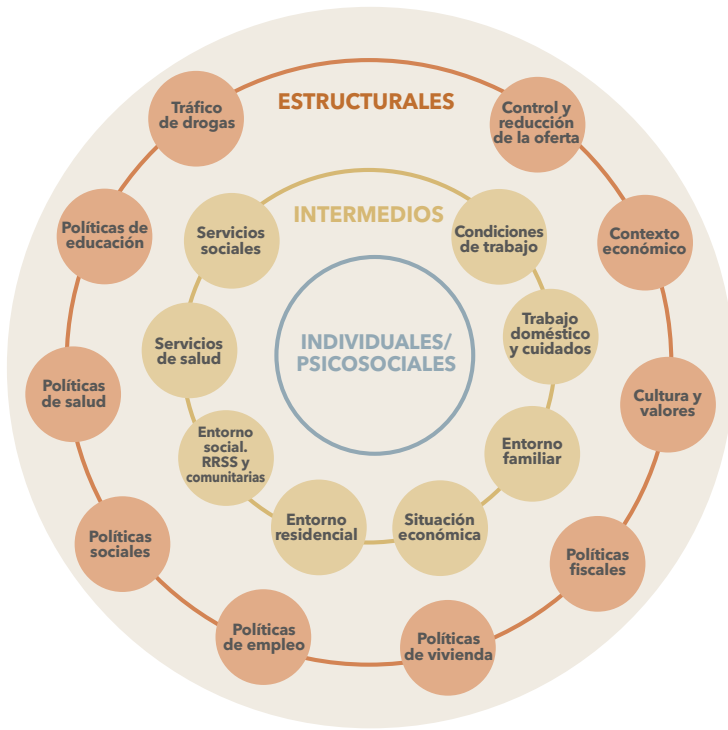 ESTRUCTURALES
Tráfico
de drogas
Control y
reducción
de la oferta
Políticas de
educación
Contexto
económico
Políticas
de salud
Cultura y
valores
Políticas
sociales
Políticas
fiscales
Políticas
de empleo
Políticas
de vivienda
INTERMEDIOS
Servicios
sociales
Condiciones
de trabajo
Servicios
de salud
Trabajo
doméstico
y cuidados
Entorno
social.
RRSS y
comunitarias
Entorno
familiar
Entorno
residencial
Situación
económica
INDIVIDUALES/
PSICOSOCIALES